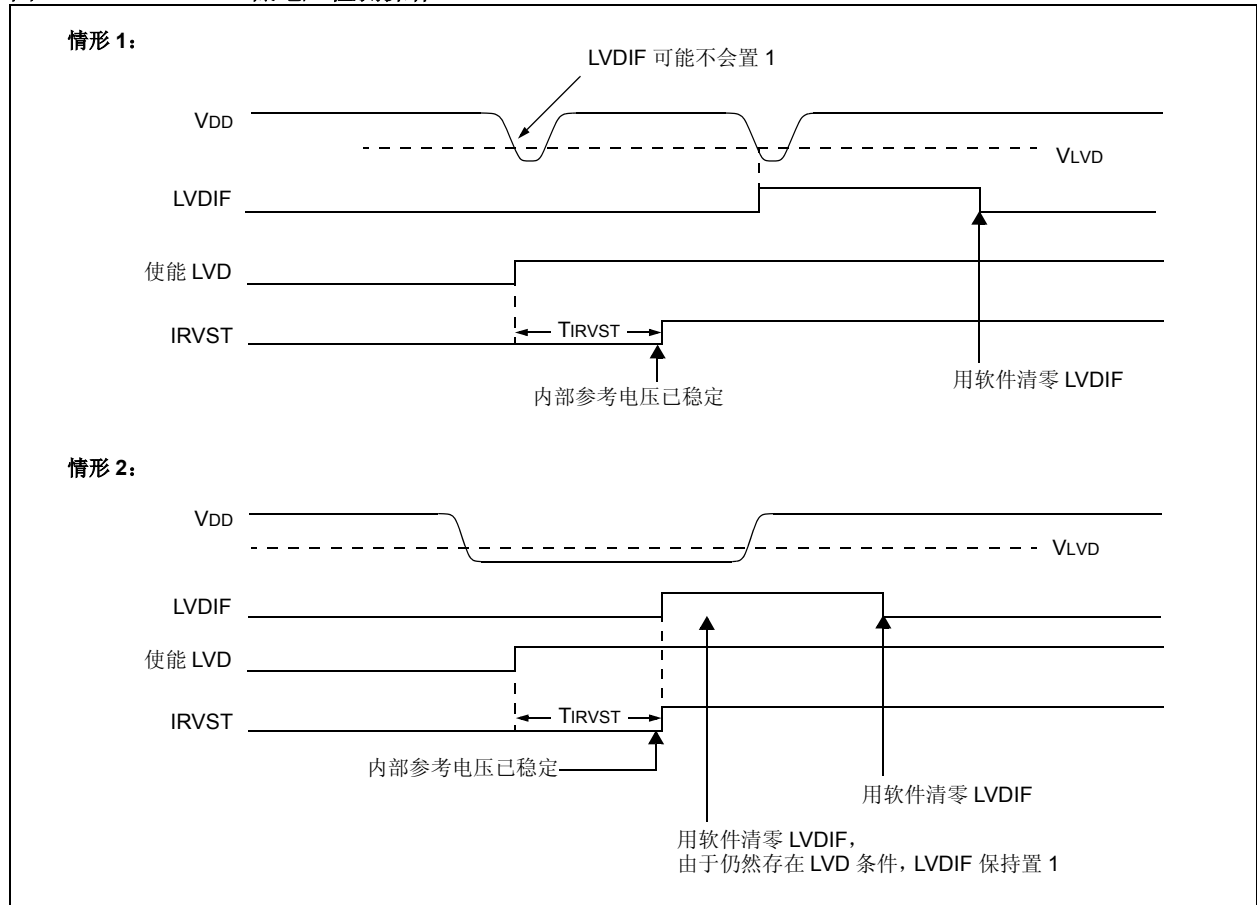 情形 1：
LVDIF 可能不会置 1
VDD
VLVD
LVDIF
使能 LVD
IRVST
TIRVST
内部参考电压已稳定
用软件清零 LVDIF
情形 2：
VDD
VLVD
LVDIF
使能 LVD
IRVST
TIRVST
内部参考电压已稳定
用软件清零 LVDIF
用软件清零 LVDIF，
由于仍然存在 LVD 条件，LVDIF 保持置 1